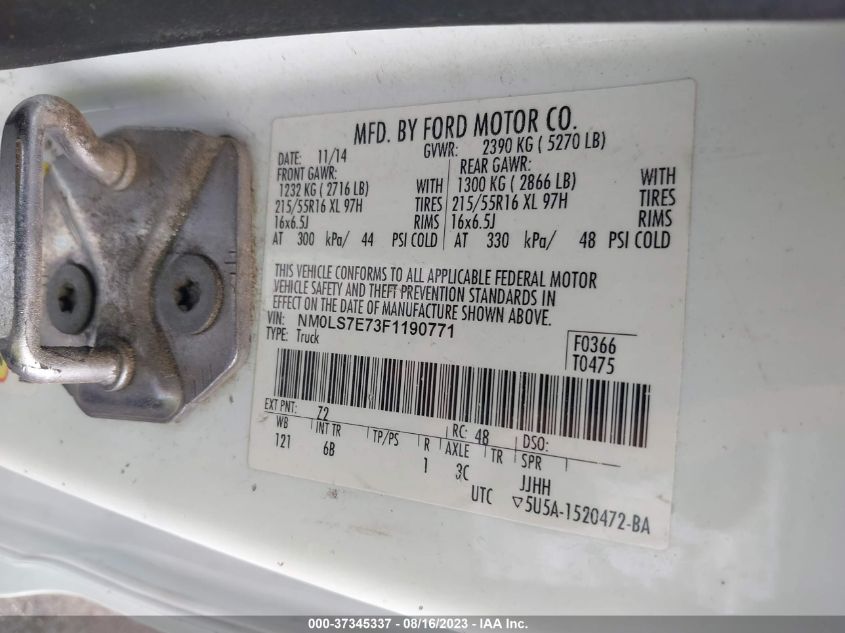 MFD. BY FORD MOTOR CO.
DATE: 11/14 GVWR: 2390 KG ( 5270 LB)
FRONT GAWR: REAR GAWR:
1232 KG ( 2716 LB) WITH 1300 KG ( 2866 LB) WITH
215/55R16 XL 97H TIRES 215/55R16 XL 97H TIRES
16x6.5J RIMS 16x6.5J RIMS
AT 300 kPa/ 44 PSI COLD AT 330 kPa/ 48 PSI COLD
THIS VEHICLE CONFORMS TO ALL APPLICABLE FEDERAL MOTOR
VEHICLE SAFETY AND THEFT PREVENTION STANDARDS IN
EFFECT ON THE DATE OF MANUFACTURE SHOWN ABOVE.
VIN: NM0LS7E73F1190771
TYPE: Truck
F0366
T0475
EXT PNT: Z2 RC: 48 DSO:
WB INT TR TP/PS R AXLE TR SPR
121 6B 1 3C JJHH
UTC ▽5U5A-1520472-BA
000-37345337 - 08/16/2023 - IAA Inc.